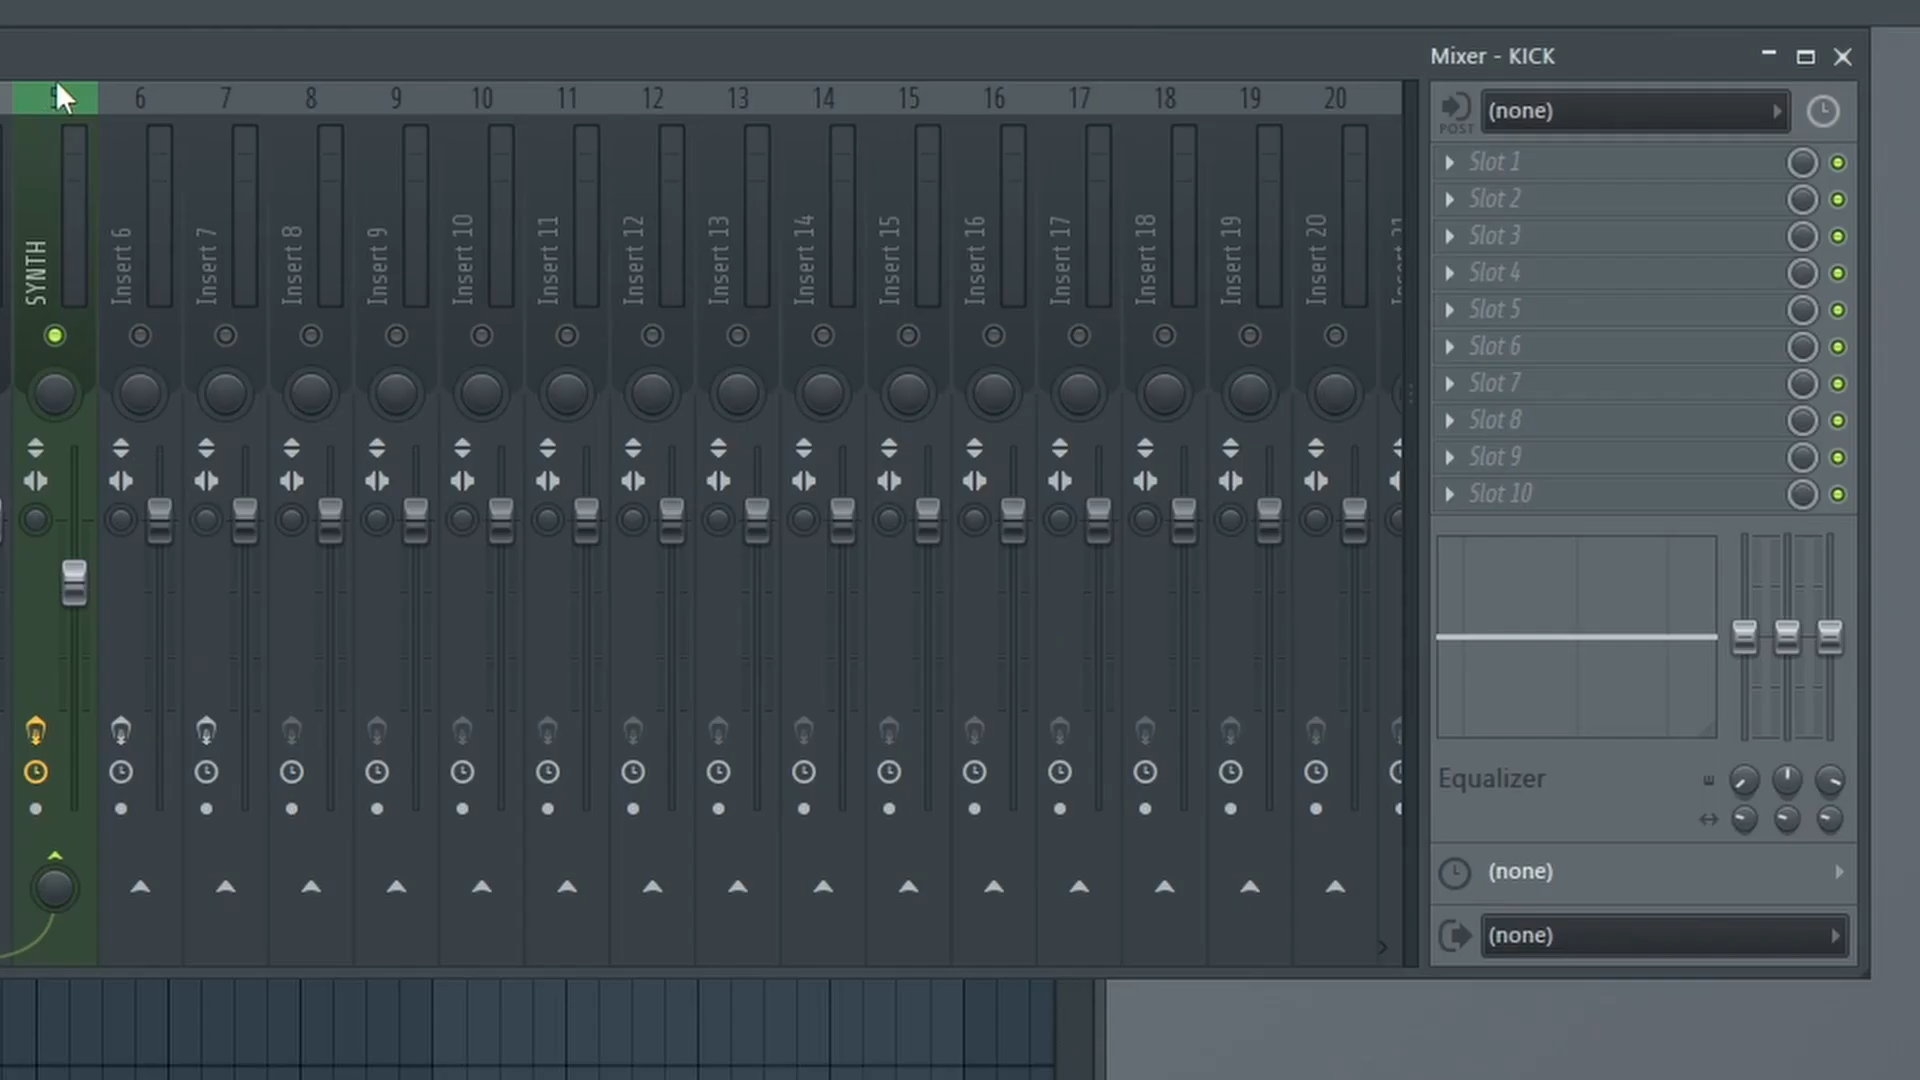 Mixer - KICK
6 7 8 9 10 11 12 13 14 15 16 17 18 19 20
(none)
POST
Slot 1
Slot 2
Slot 3
Slot 4
Slot 5
Slot 6
Slot 7
Slot 8
Slot 9
Slot 10
SYNTH
Insert 6
Insert 7
Insert 8
Insert 9
Insert 10
Insert 11
Insert 12
Insert 13
Insert 14
Insert 15
Insert 16
Insert 17
Insert 18
Insert 19
Insert 20
Equalizer
(none)
(none)